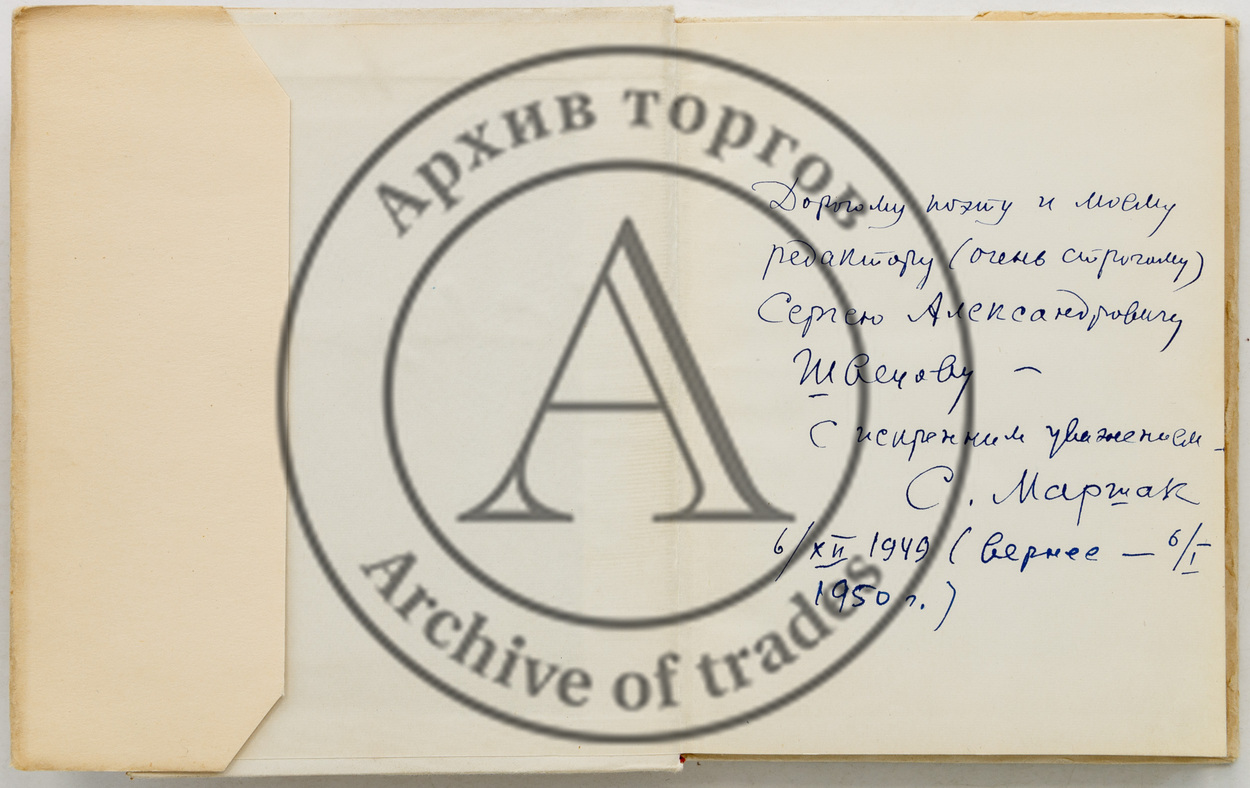 Архив торгов
Дорогому поэту и моему
редактору (очень строгому)
Сергею Александровичу
Швецову —
С искренним уважением
С. Маршак
6/XII 1949 (вернее — 6/I
1950 г.)
Archive of trades